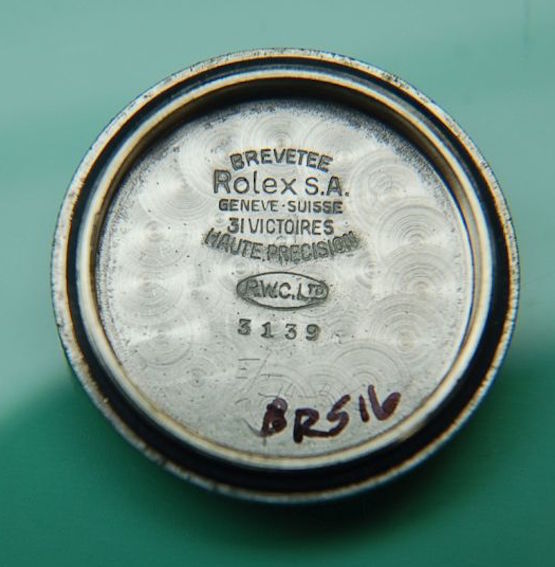 BREVETEE
Rolex S.A.
GENEVE-SUISSE
31 VICTOIRES
HAUTE PRECISION
R.W.C. LTD
3139
BR516